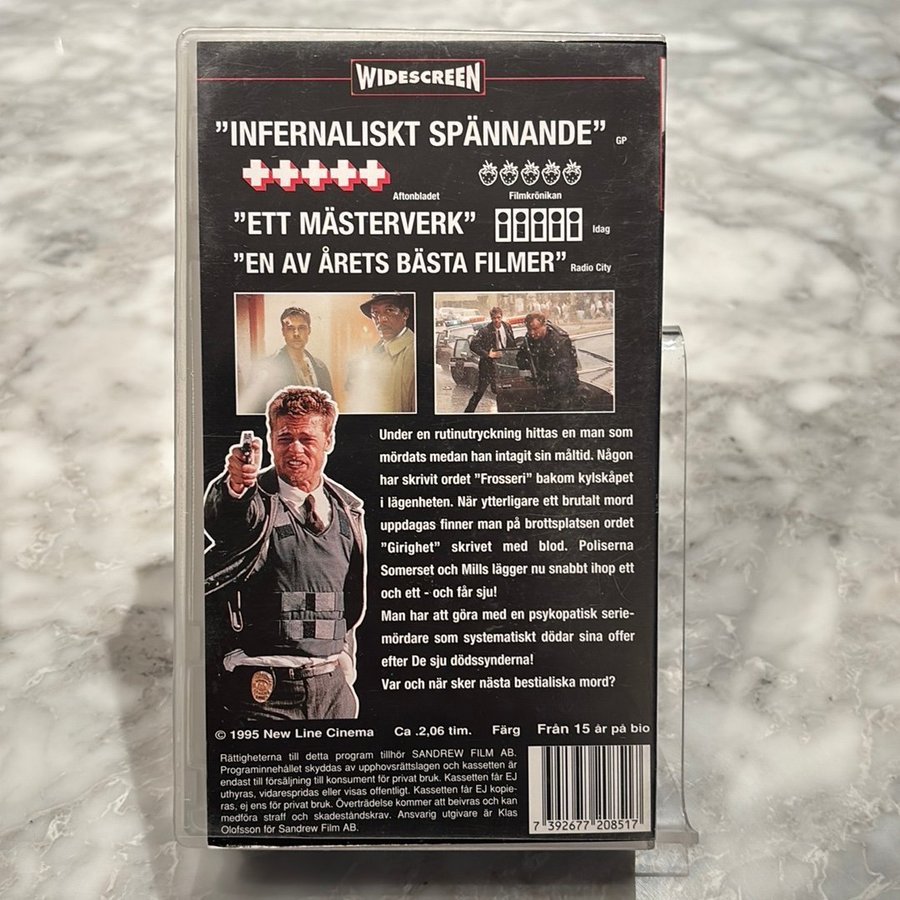 WIDESCREEN
”INFERNALISKT SPÄNNANDE” GP
Aftonbladet Filmkrönikan
”ETT MÄSTERVERK” Idag
”EN AV ÅRETS BÄSTA FILMER” Radio City
Under en rutinutryckning hittas en man som
mördats medan han intagit sin måltid. Någon
har skrivit ordet ”Frosseri” bakom kylskåpet
i lägenheten. När ytterligare ett brutalt mord
uppdagas finner man på brottsplatsen ordet
”Girighet” skrivet med blod. Poliserna
Somerset och Mills lägger nu snabbt ihop ett
och ett - och får sju!
Man har att göra med en psykopatisk serie-
mördare som systematiskt dödar sina offer
efter De sju dödssynderna!
Var och när sker nästa bestialiska mord?
© 1995 New Line Cinema Ca .2,06 tim. Färg Från 15 år på bio
Rättigheterna till detta program tillhör SANDREW FILM AB.
Programinnehållet skyddas av upphovsrättslagen och kassetten är
endast till försäljning till konsument för privat bruk. Kassetten får EJ
uthyras, vidarespridas eller visas offentligt. Kassetten får EJ kopie-
ras, ej ens för privat bruk. Överträdelse kommer att beivras och kan
medföra straff och skadeståndskrav. Ansvarig utgivare är Klas
Olofsson för Sandrew Film AB.
7 392677 208517